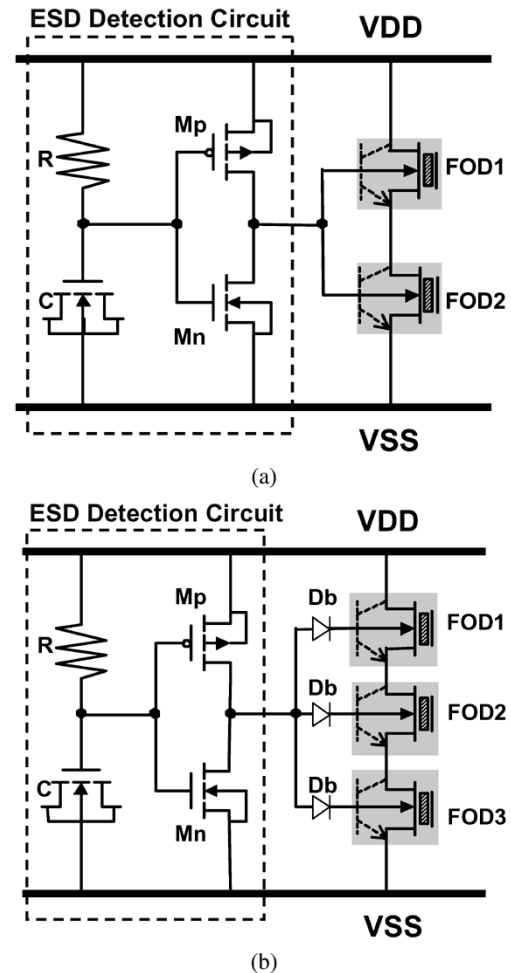 ESD Detection Circuit
VDD
Mp
R
FOD1
C
FOD2
Mn
VSS
(a)
ESD Detection Circuit
VDD
Mp
Db
FOD1
R
Db
FOD2
C
Db
Mn
FOD3
VSS
(b)